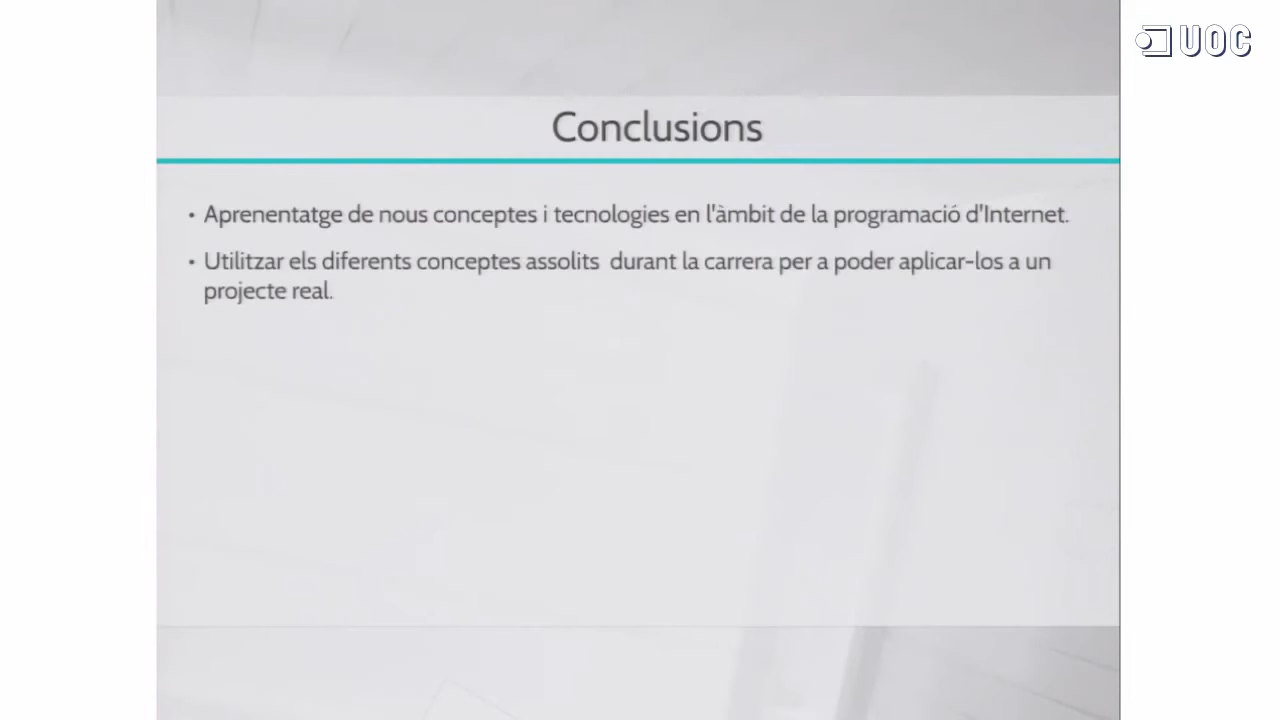 UOC
Conclusions
• Aprenentatge de nous conceptes i tecnologies en l'àmbit de la programació d'Internet.
• Utilitzar els diferents conceptes assolits  durant la carrera per a poder aplicar-los a un
projecte real.